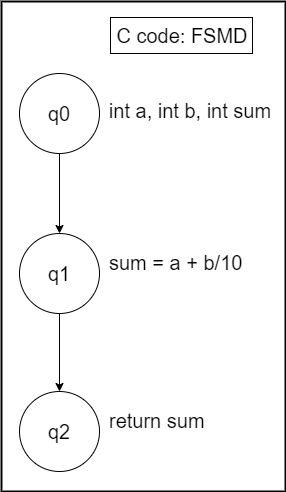 C code: FSMD
q0
int a, int b, int sum
q1
sum = a + b/10
q2
return sum